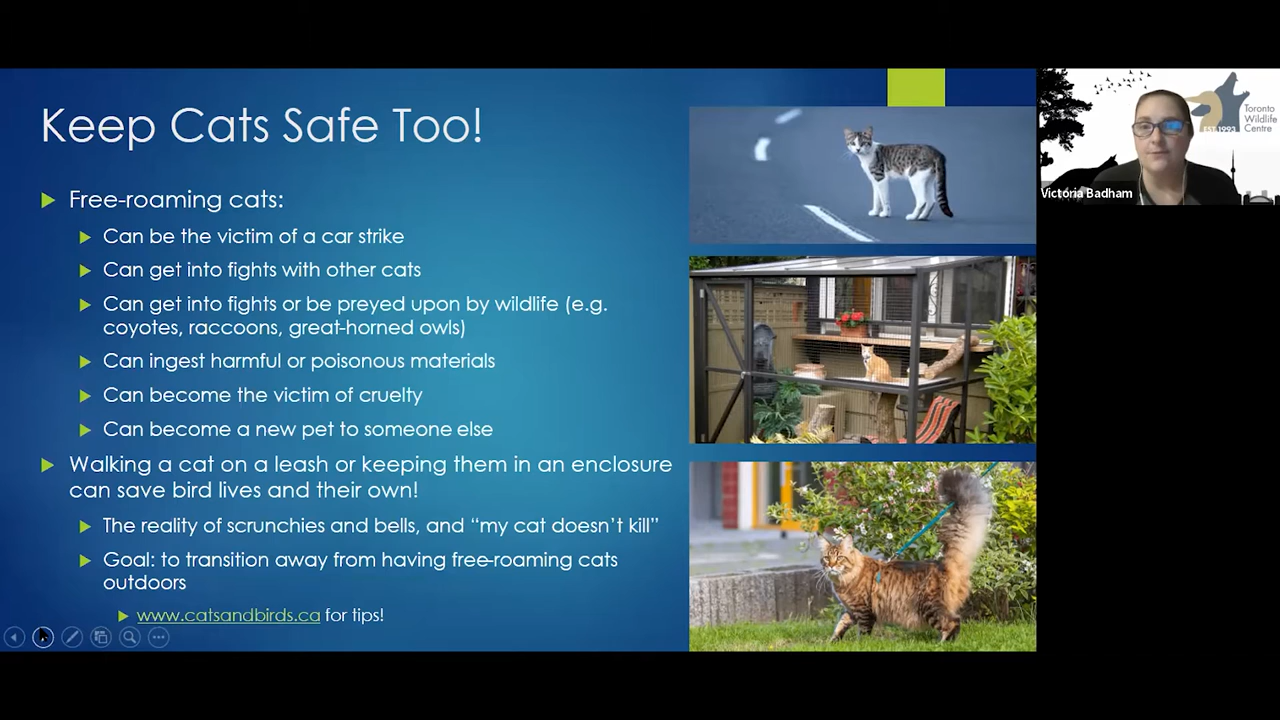 Keep Cats Safe Too!
Free-roaming cats:
Can be the victim of a car strike
Can get into fights with other cats
Can get into fights or be preyed upon by wildlife (e.g.
coyotes, raccoons, great-horned owls)
Can ingest harmful or poisonous materials
Can become the victim of cruelty
Can become a new pet to someone else
Walking a cat on a leash or keeping them in an enclosure
can save bird lives and their own!
The reality of scrunchies and bells, and “my cat doesn’t kill”
Goal: to transition away from having free-roaming cats
outdoors
www.catsandbirds.ca for tips!
Toronto
Wildlife
Centre
EST. 1993
Victoria Badham